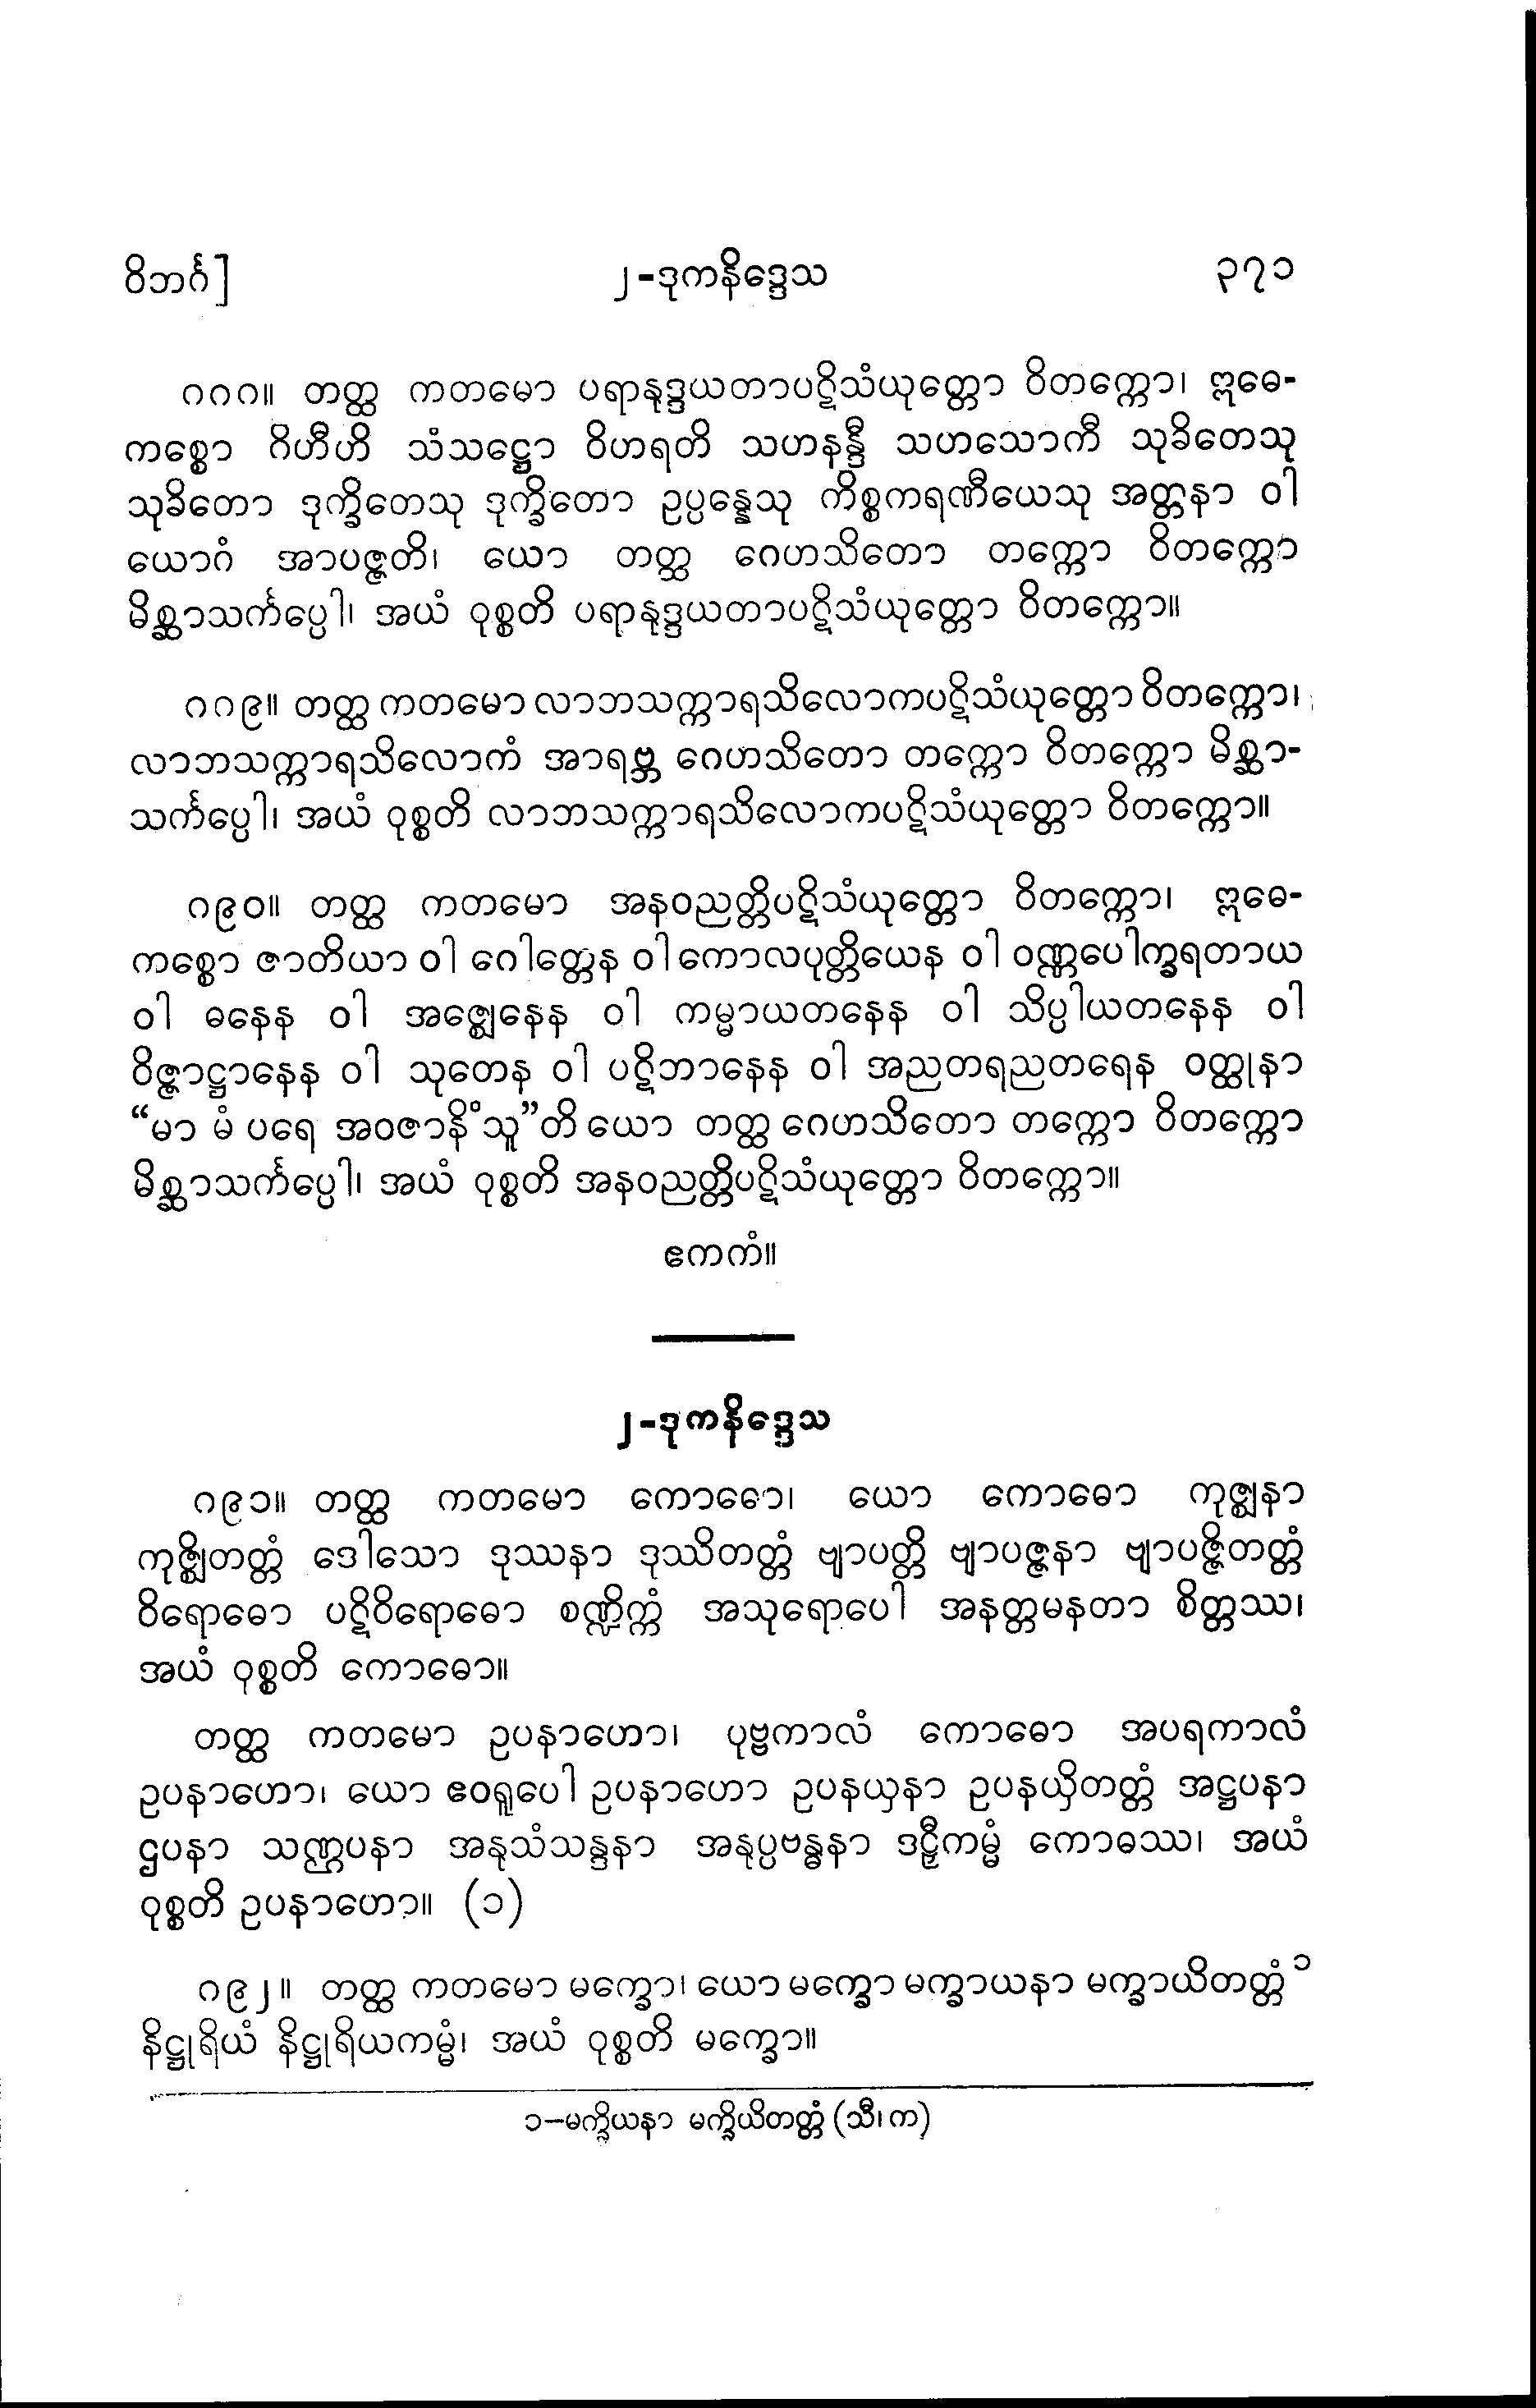 ဝိဘင်္ဂ]
၂-ဒုကနိဒ္ဒေသ
၃၇၁
၈၈၈။ တတ္ထ ကတမော ပရာနုဒ္ဒယတာပဋိသံယုတ္တော ဝိတက္ကော၊ ဣဓေ-
ကစ္စော ဂိဟီဟိ သံသဋ္ဌော ဝိဟရတိ သဟနန္ဒီ သဟသောကီ သုခိတေသု
သုခိတော ဒုက္ခိတေသု ဒုက္ခိတော ဥပ္ပန္နေသု ကိစ္စကရဏီယေသု အတ္တနာ ဝါ
ယောဂံ အာပဇ္ဇတိ၊ ယော တတ္ထ ဂေဟသိတော တက္ကော ဝိတက္ကော
မိစ္ဆာသင်္ကပ္ပေါ၊ အယံ ဝုစ္စတိ ပရာနုဒ္ဒယတာပဋိသံယုတ္တော ဝိတက္ကော။
၈၈၉။ တတ္ထ ကတမော လာဘသက္ကာရသိလောကပဋိသံယုတ္တော ဝိတက္ကော၊
လာဘသက္ကာရသိလောကံ အာရဗ္ဘ ဂေဟသိတော တက္ကော ဝိတက္ကော မိစ္ဆာ-
သင်္ကပ္ပေါ၊ အယံ ဝုစ္စတိ လာဘသက္ကာရသိလောကပဋိသံယုတ္တော ဝိတက္ကော။
၈၉၀။ တတ္ထ ကတမော အနဝညတ္တိပဋိသံယုတ္တော ဝိတက္ကော၊ ဣဓေ-
ကစ္စော ဇာတိယာ ဝါ ဂေါတ္တေန ဝါ ကောလပုတ္တိယေန ဝါ ဝဏ္ဏပေါက္ခရတာယ
ဝါ ဓနေန ဝါ အဇ္ဈေနေန ဝါ ကမ္မာယတနေန ဝါ သိပ္ပါယတနေန ဝါ
ဝိဇ္ဇာဋ္ဌာနေန ဝါ သုတေန ဝါ ပဋိဘာနေန ဝါ အညတရညတရေန ဝတ္ထုနာ
“မာ မံ ပရေ အဝဇာနိံသူ”တိ ယော တတ္ထ ဂေဟသိတော တက္ကော ဝိတက္ကော
မိစ္ဆာသင်္ကပ္ပေါ၊ အယံ ဝုစ္စတိ အနဝညတ္တိပဋိသံယုတ္တော ဝိတက္ကော။
ဧကကံ။
၂-ဒုကနိဒ္ဒေသ
၈၉၁။ တတ္ထ ကတမော ကောဓော၊ ယော ကောဓော ကုဇ္ဈနာ
ကုဇ္ဈိတတ္တံ ဒေါသော ဒုဿနာ ဒုဿိတတ္တံ ဗျာပတ္တိ ဗျာပဇ္ဇနာ ဗျာပဇ္ဇိတတ္တံ
ဝိရောဓော ပဋိဝိရောဓော စဏ္ဍိက္ကံ အသုရောပေါ အနတ္တမနတာ စိတ္တဿ၊
အယံ ဝုစ္စတိ ကောဓော။
တတ္ထ ကတမော ဥပနာဟော၊ ပုဗ္ဗကာလံ ကောဓော အပရကာလံ
ဥပနာဟော၊ ယော ဧဝရူပေါ ဥပနာဟော ဥပနယှနာ ဥပနယှိတတ္တံ အဋ္ဌပနာ
ဌပနာ သဏ္ဌပနာ အနုသံသန္ဒနာ အနုပ္ပဗန္ဓနာ ဒဠှီကမ္မံ ကောဓဿ၊ အယံ
ဝုစ္စတိ ဥပနာဟော။ (၁)
၈၉၂။ တတ္ထ ကတမော မက္ခော၊ ယော မက္ခော မက္ခာယနာ မက္ခာယိတတ္တံ ၁
နိဋ္ဌုရိယံ နိဋ္ဌုရိယကမ္မံ၊ အယံ ဝုစ္စတိ မက္ခော။
၁-မက္ခိယနာ မက္ခိယိတတ္တံ (သီ၊ က)